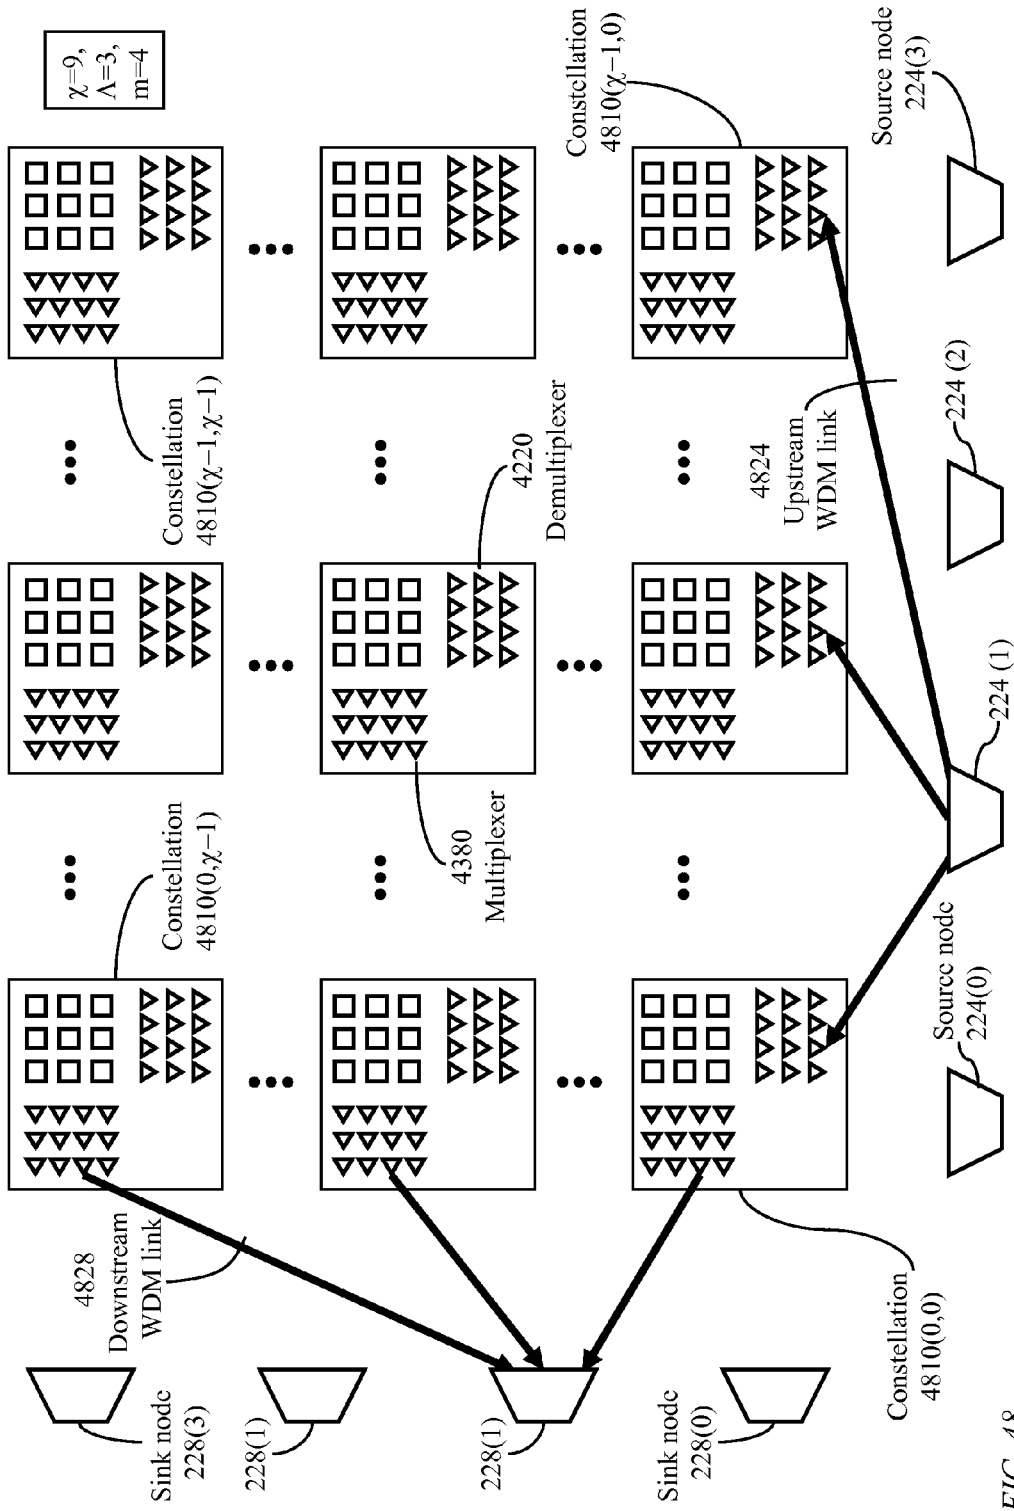 Sink node
228(0)
228(1)
228(1)
Sink node
228(3)
4828
Downstream
WDM link
Constellation
4810(0,χ−1)
Constellation
4810(χ−1,χ−1)
χ=9,
Λ=3,
m=4
4380
Multiplexer
4220
Demultiplexer
Constellation
4810(χ−1,0)
4824
Upstream
WDM link
Constellation
4810(0,0)
Source node
224(0)
224 (1)
224 (2)
Source node
224(3)
FIG. 48